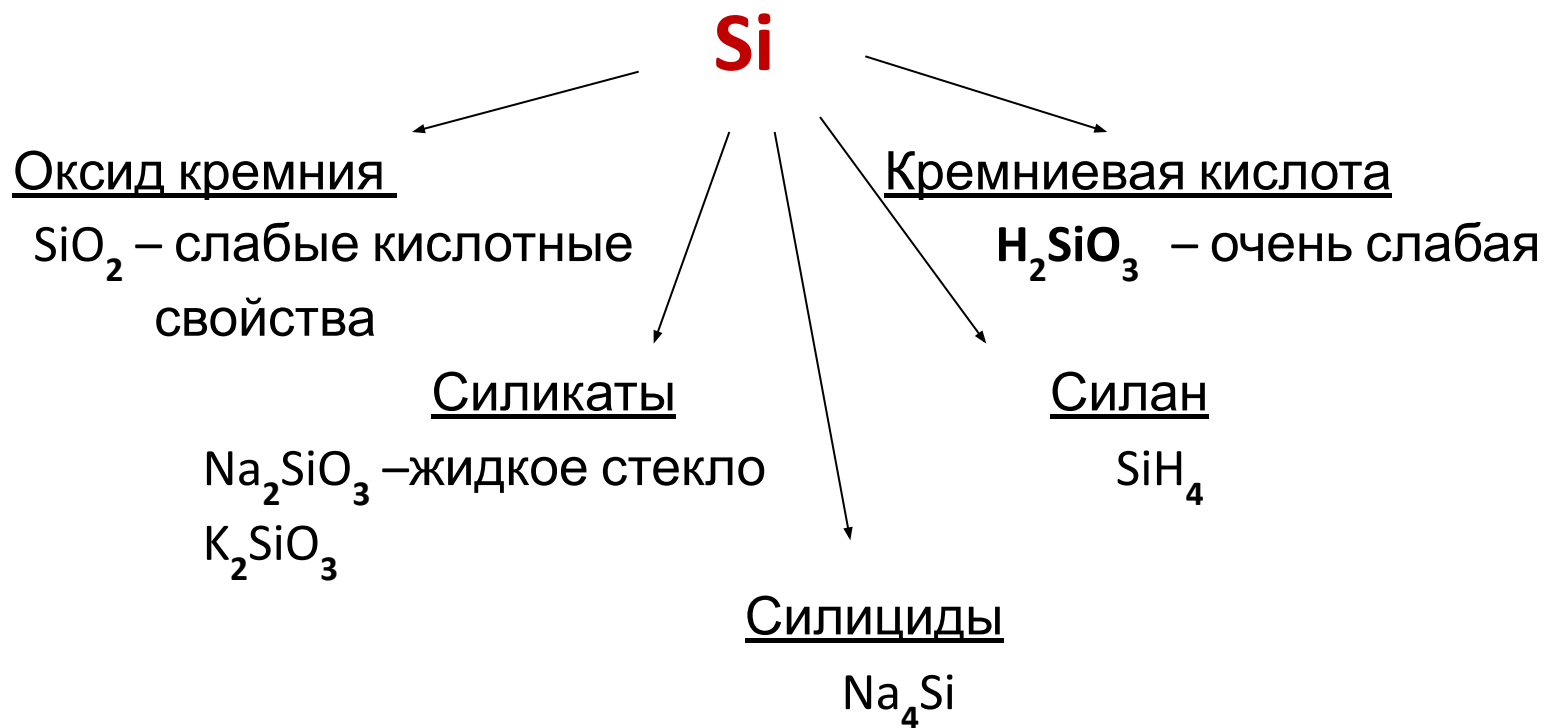 Si
Оксид кремния
SiO₂ – слабые кислотные
свойства
Кремниевая кислота
H₂SiO₃ – очень слабая
Силикаты
Na₂SiO₃ –жидкое стекло
K₂SiO₃
Силан
SiH₄
Силициды
Na₄Si